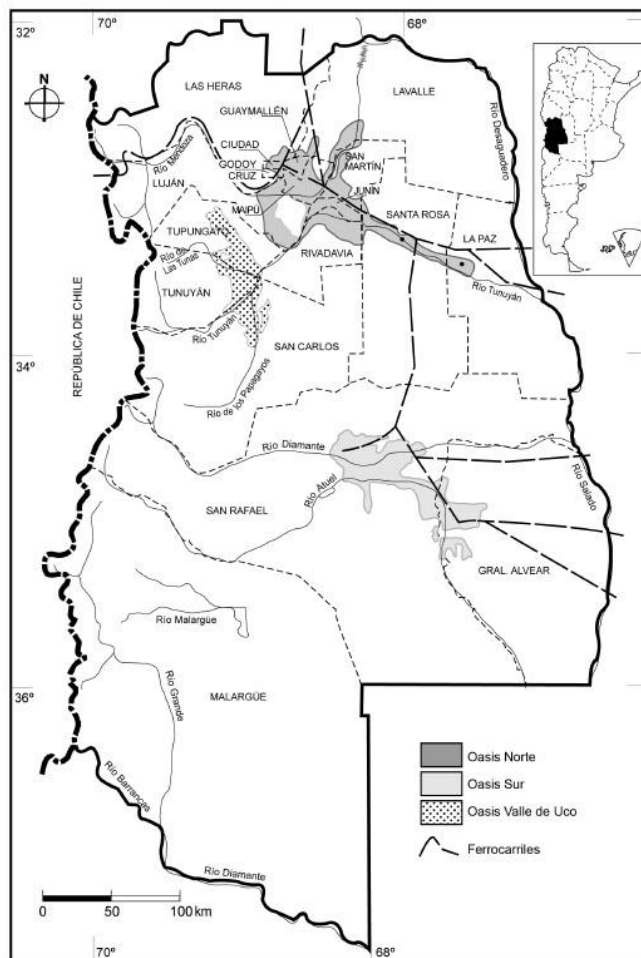 70º
68º
32º
N
LAS HERAS
LAVALLE
GUAYMALLÉN
CIUDAD
GODOY
CRUZ
SAN
MARTÍN
JUNÍN
Río Desaguadero
Río Mendoza
LUJÁN
MAIPÚ
SANTA ROSA
TUPUNGATO
LA PAZ
Río de
Las Tunas
RIVADAVIA
TUNUYÁN
Río Tunuyán
Río Tunuyán
REPÚBLICA DE CHILE
SAN CARLOS
34º
Río de los Papagayos
Río Diamante
Río Atuel
Río Salado
SAN RAFAEL
GRAL. ALVEAR
Río Malargüe
36º
Río Grande
MALARGÜE
Río Barrancas
Oasis Norte
Oasis Sur
Oasis Valle de Uco
Ferrocarriles
Río Diamante
0 50 100 km
70º
68º